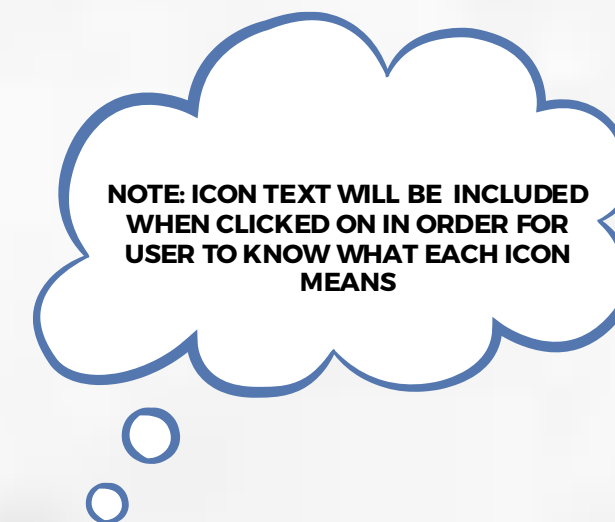 NOTE: ICON TEXT WILL BE INCLUDED
WHEN CLICKED ON IN ORDER FOR
USER TO KNOW WHAT EACH ICON
MEANS